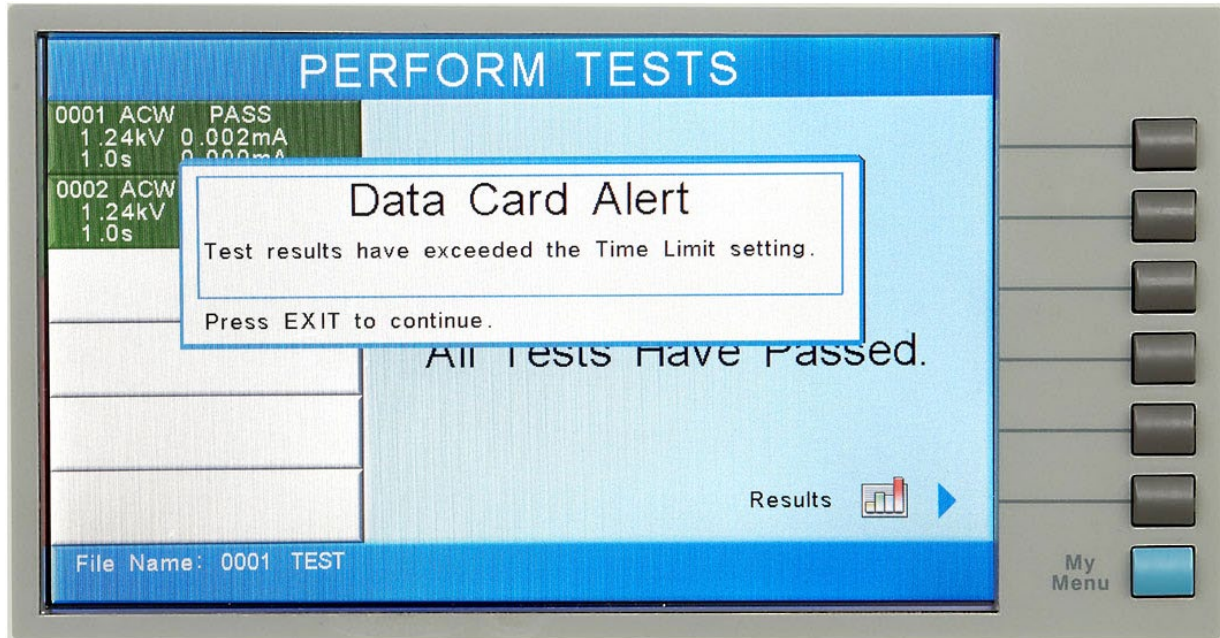 PERFORM TESTS
0001 ACW PASS
1.24kV 0.002mA
1.0s 0.000mA
0002 ACW
1.24kV
1.0s
Data Card Alert
Test results have exceeded the Time Limit setting.
Press EXIT to continue.
All Tests Have Passed.
Results
File Name: 0001 TEST
My
Menu